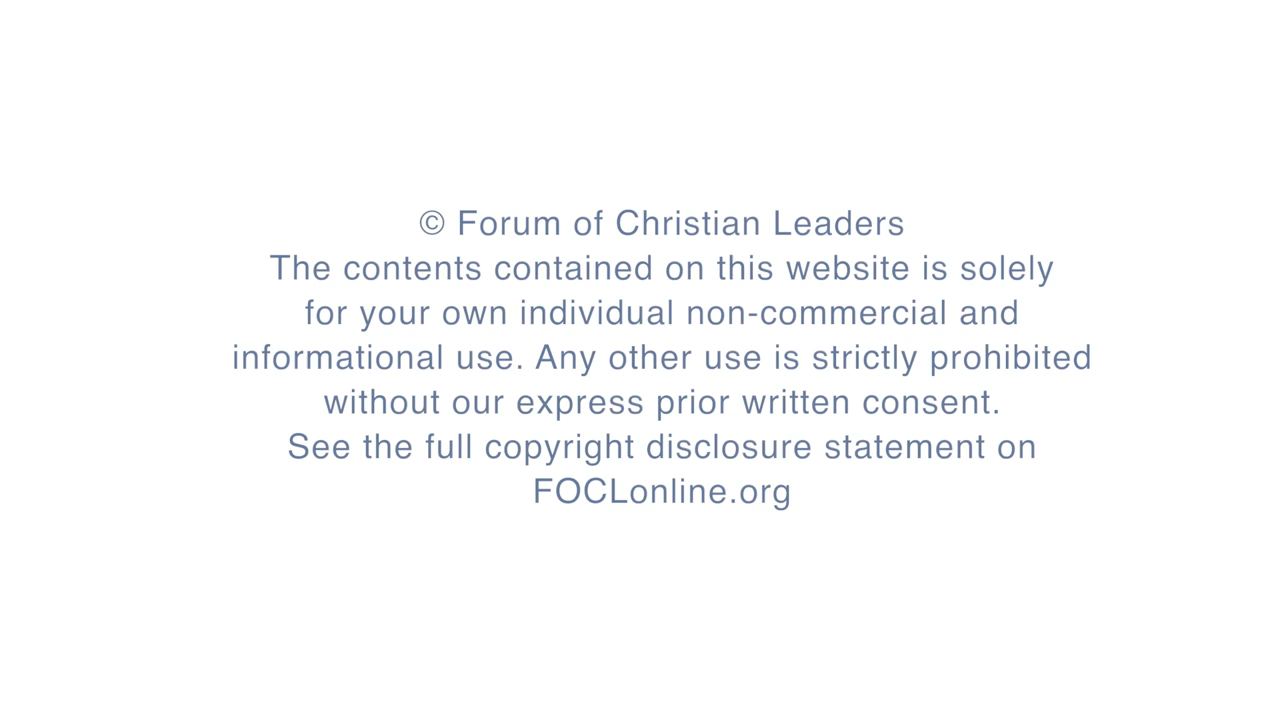 © Forum of Christian Leaders
The contents contained on this website is solely
for your own individual non-commercial and
informational use. Any other use is strictly prohibited
without our express prior written consent.
See the full copyright disclosure statement on
FOCLonline.org